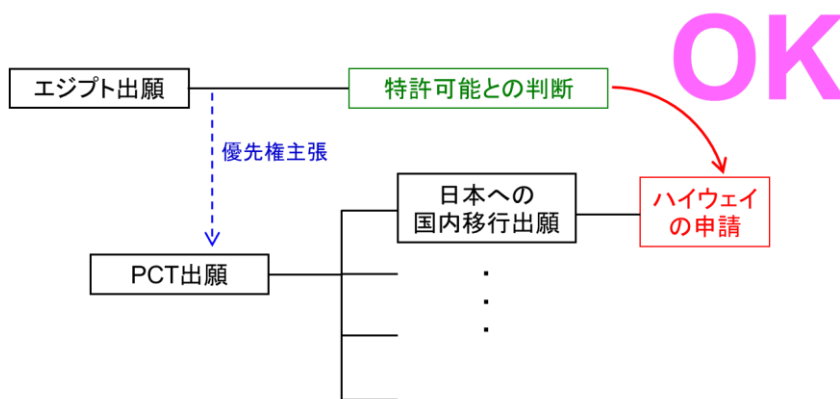 OK
エジプト出願
特許可能との判断
優先権主張
日本への
国内移行出願
ハイウェイ
の申請
PCT出願